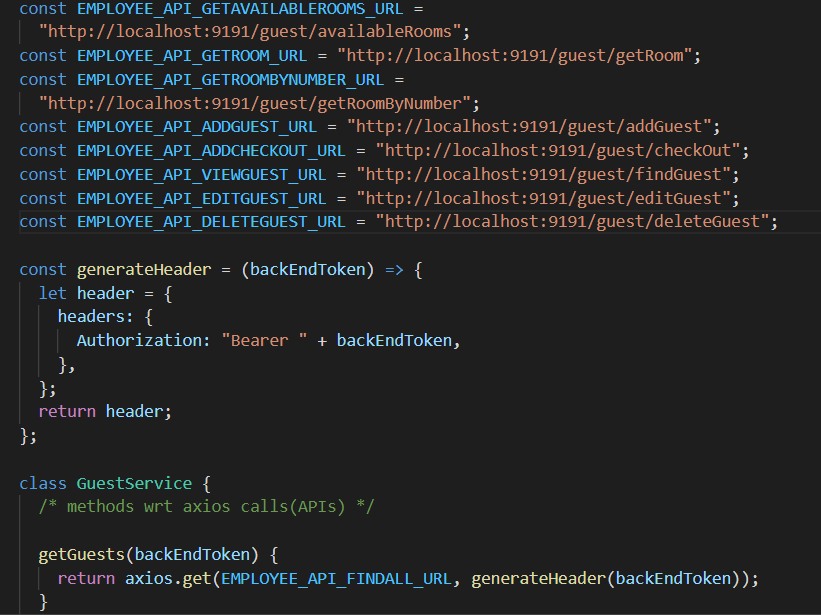 const EMPLOYEE_API_GETAVAILABLEROOMS_URL =
"http://localhost:9191/guest/availableRooms";
const EMPLOYEE_API_GETROOM_URL = "http://localhost:9191/guest/getRoom";
const EMPLOYEE_API_GETROOMBYNUMBER_URL =
"http://localhost:9191/guest/getRoomByNumber";
const EMPLOYEE_API_ADDGUEST_URL = "http://localhost:9191/guest/addGuest";
const EMPLOYEE_API_ADDCHECKOUT_URL = "http://localhost:9191/guest/checkOut";
const EMPLOYEE_API_VIEWGUEST_URL = "http://localhost:9191/guest/findGuest";
const EMPLOYEE_API_EDITGUEST_URL = "http://localhost:9191/guest/editGuest";
const EMPLOYEE_API_DELETEGUEST_URL = "http://localhost:9191/guest/deleteGuest";
const generateHeader = (backEndToken) => {
let header = {
headers: {
Authorization: "Bearer " + backEndToken,
},
};
return header;
};
class GuestService {
/* methods wrt axios calls(APIs) */
getGuests(backEndToken) {
return axios.get(EMPLOYEE_API_FINDALL_URL, generateHeader(backEndToken));
}